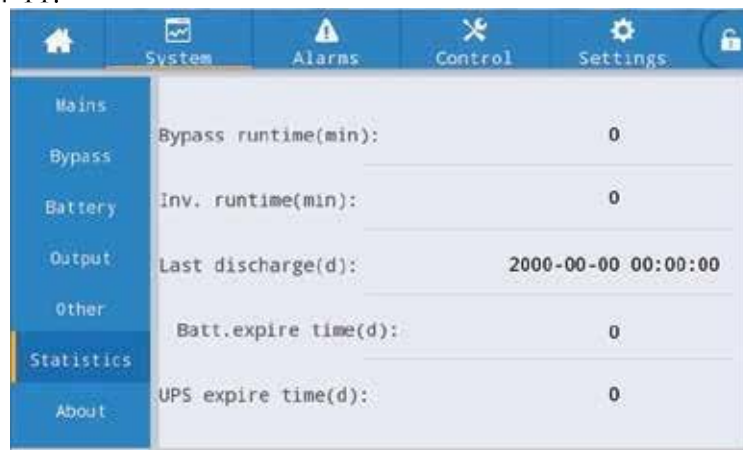 System
Alarms
Control
Settings
Mains
Bypass
Battery
Output
Other
Statistics
About
Bypass runtime(min): 0
Inv. runtime(min): 0
Last discharge(d): 2000-00-00 00:00:00
Batt.expire time(d): 0
UPS expire time(d): 0